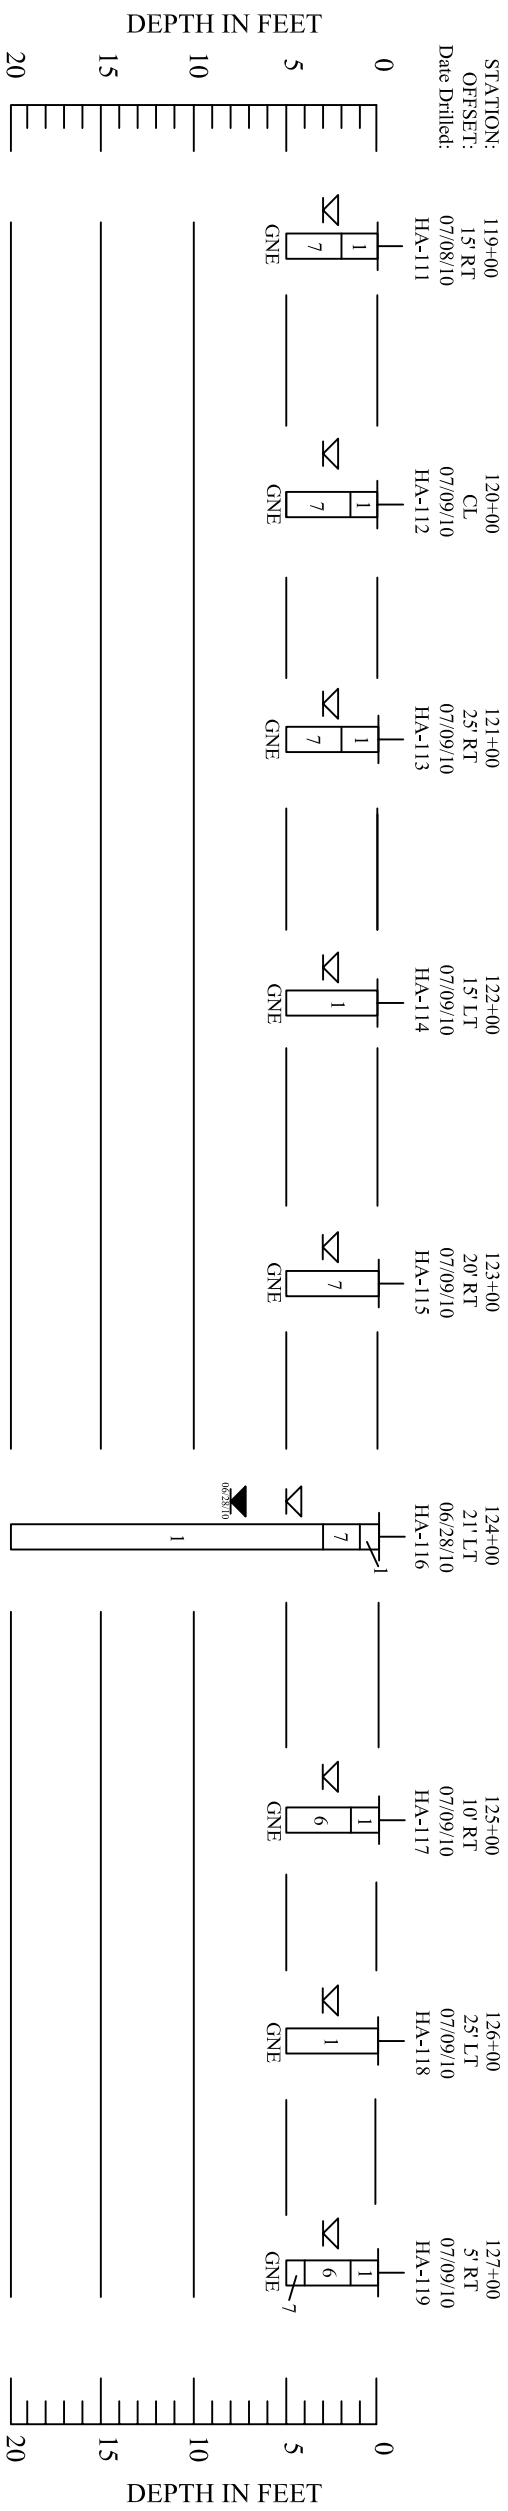 STATION:
OFFSET:
Date Drilled:
DEPTH IN FEET
0
5
10
15
20
119+00
15' RT
07/08/10
HA-111
1
7
GNE
120+00
CL
07/09/10
HA-112
1
7
GNE
121+00
25' RT
07/09/10
HA-113
1
7
GNE
122+00
15' LT
07/09/10
HA-114
1
GNE
123+00
20' RT
07/09/10
HA-115
7
GNE
124+00
21' LT
06/28/10
HA-116
1
7
1
06/28/10
125+00
10' RT
07/09/10
HA-117
1
6
GNE
126+00
25' LT
07/09/10
HA-118
1
GNE
127+00
5' RT
07/09/10
HA-119
1
6
7
GNE
0
5
10
15
20
DEPTH IN FEET